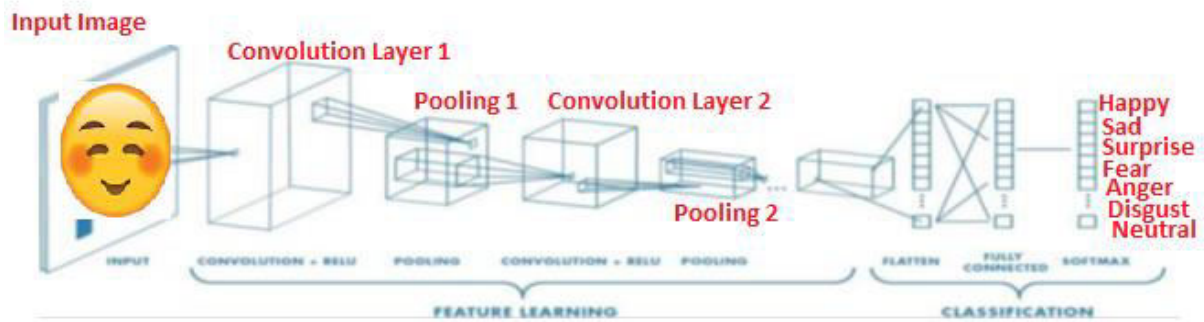 Input Image
Convolution Layer 1
Pooling 1
Convolution Layer 2
Pooling 2
Happy
Sad
Surprise
Fear
Anger
Disgust
Neutral
INPUT
CONVOLUTION + RELU
POOLING
CONVOLUTION + RELU
POOLING
FLATTEN
FULLY
CONNECTED
SOFTMAX
FEATURE LEARNING
CLASSIFICATION